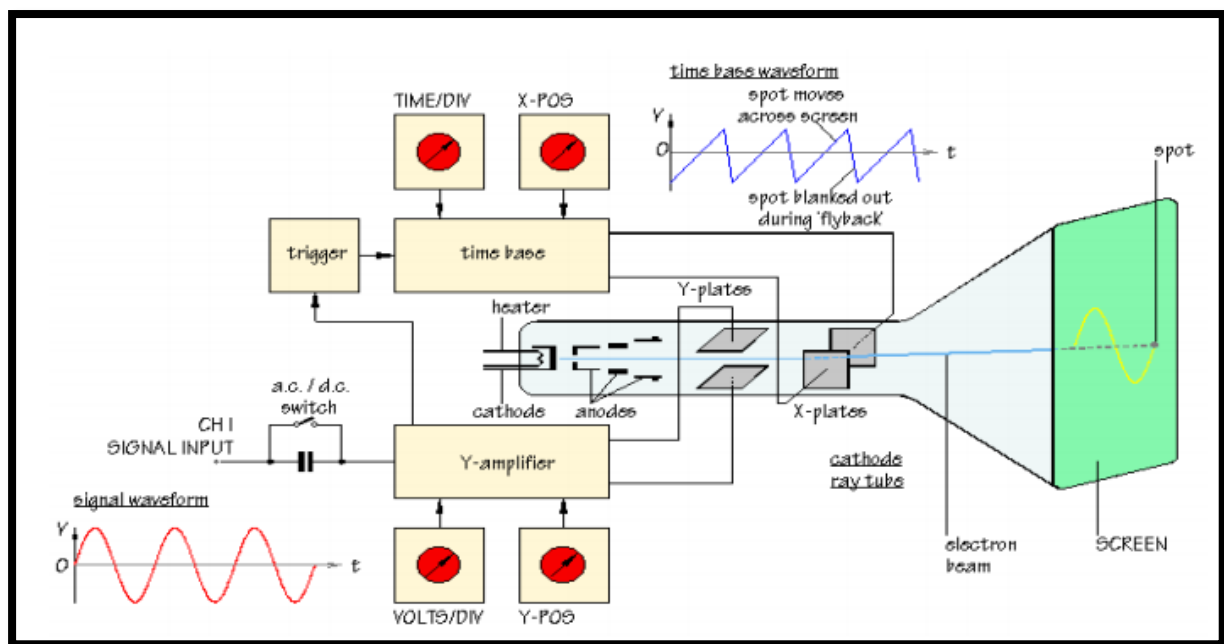 time base waveform
spot moves
across screen
TIME/DIV
X-POS
V
O
t
spot
spot blanked out
during 'flyback'
trigger
time base
Y-plates
heater
a.c. / d.c.
switch
cathode
anodes
X-plates
CH I
SIGNAL INPUT
Y-amplifier
cathode
ray tube
signal waveform
V
O
t
electron
beam
SCREEN
VOLTS/DIV
Y-POS